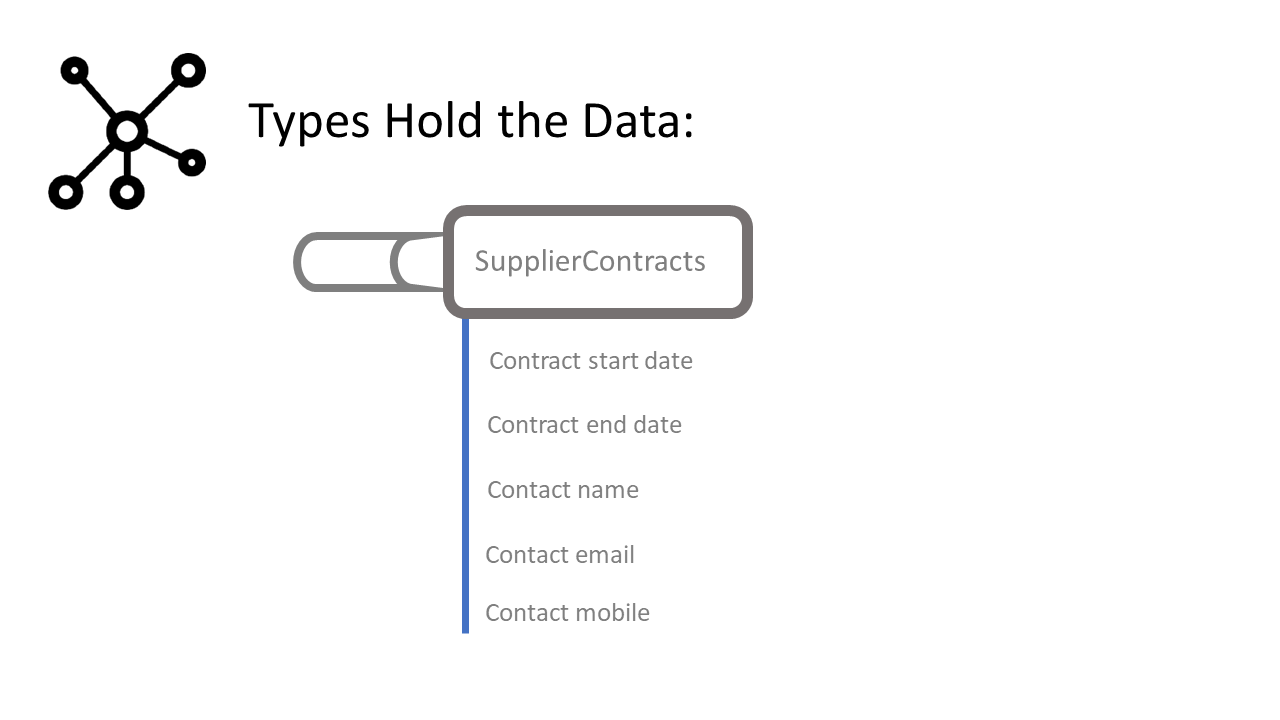 Types Hold the Data:
SupplierContracts
Contract start date
Contract end date
Contact name
Contact email
Contact mobile